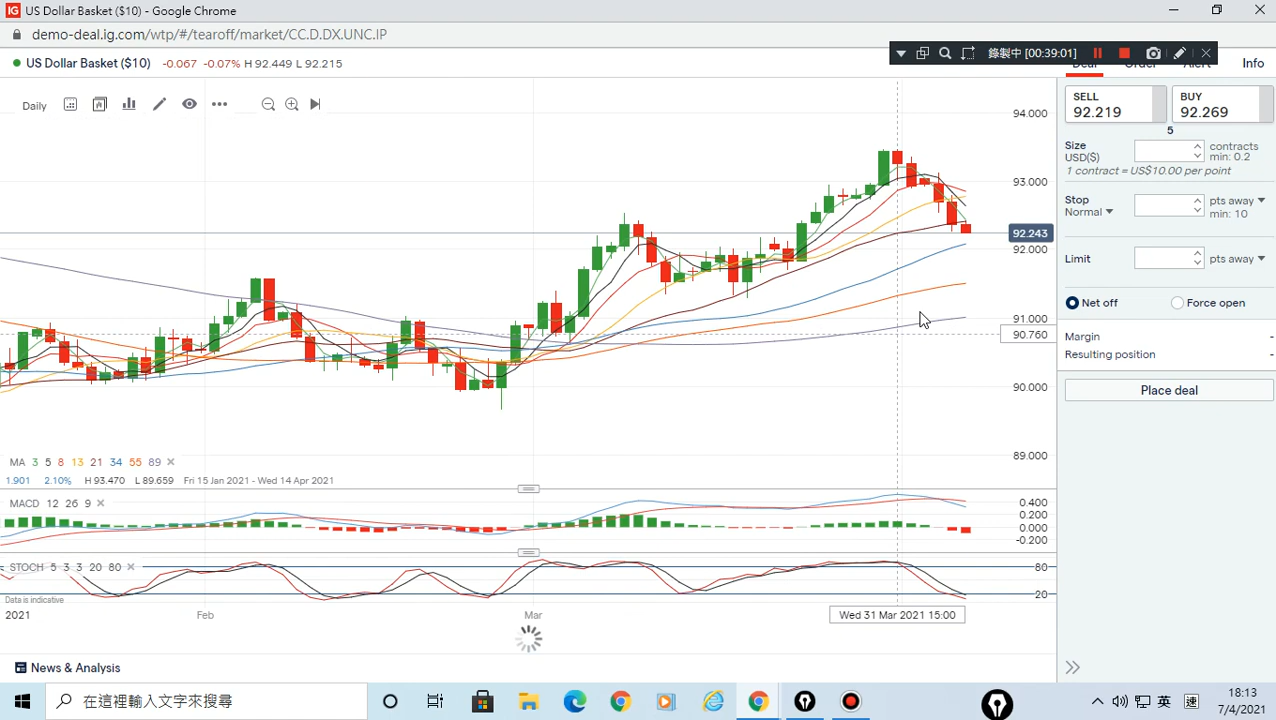 IG US Dollar Basket ($10) - Google Chrome
demo-deal.ig.com/wtp/#/tearoff/market/CC.D.DX.UNC.IP
錄製中 [00:39:01]
US Dollar Basket ($10) -0.067 -0.07% H 92.449 L 92.215
Deal Order Alert Info
Daily
SELL
92.219
BUY
92.269
5
Size
USD($)
contracts
min: 0.2
1 contract = US$10.00 per point
Stop
Normal
pts away
min: 10
Limit
pts away
Net off
Force open
Margin -
Resulting position -
Place deal
94.000
93.000
92.243
92.000
91.000
90.760
90.000
89.000
MA 3 5 8 13 21 34 55 89
1.901 2.10% H 93.470 L 89.659 Fri 15 Jan 2021 - Wed 14 Apr 2021
MACD 12 26 9
0.400
0.200
0.000
-0.200
STOCH 5 3 3 20 80
80
20
Data is indicative
2021 Feb Mar Wed 31 Mar 2021 15:00
News & Analysis
在這裡輸入文字來搜尋
英
18:13
7/4/2021